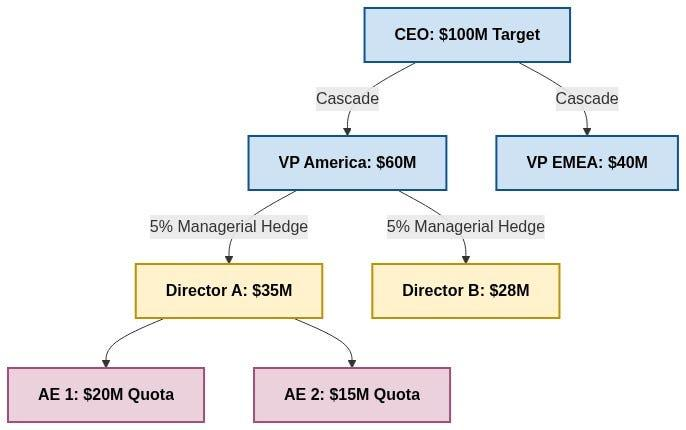 CEO: $100M Target
Cascade
Cascade
VP America: $60M
VP EMEA: $40M
5% Managerial Hedge
5% Managerial Hedge
Director A: $35M
Director B: $28M
AE 1: $20M Quota
AE 2: $15M Quota